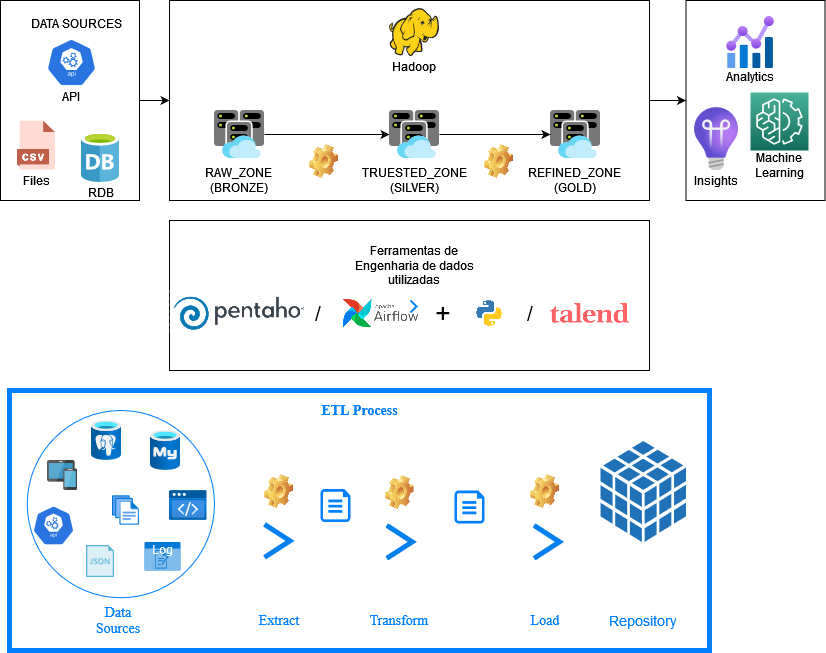 DATA SOURCES
api
API
CSV
Files
DB
RDB
Hadoop
RAW_ZONE
(BRONZE)
TRUESTED_ZONE
(SILVER)
REFINED_ZONE
(GOLD)
Analytics
Insights
Machine
Learning
Ferramentas de
Engenharia de dados
utilizadas
pentaho / Apache Airflow + / talend
ETL Process
My
</>
api
JSON
Log
Data
Sources
Extract
Transform
Load
Repository